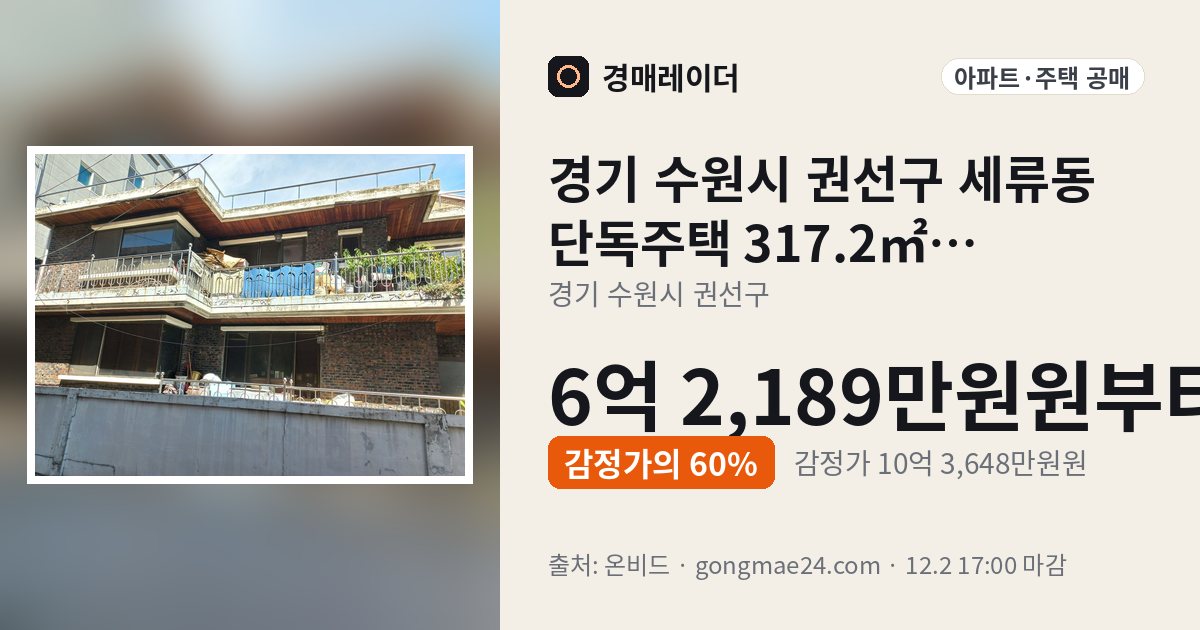 경매레이더
아파트·주택 공매
경기 수원시 권선구 세류동
단독주택 317.2㎡…
경기 수원시 권선구
6억 2,189만원원부터
감정가의 60%
감정가 10억 3,648만원원
출처: 온비드 · gongmae24.com · 12.2 17:00 마감